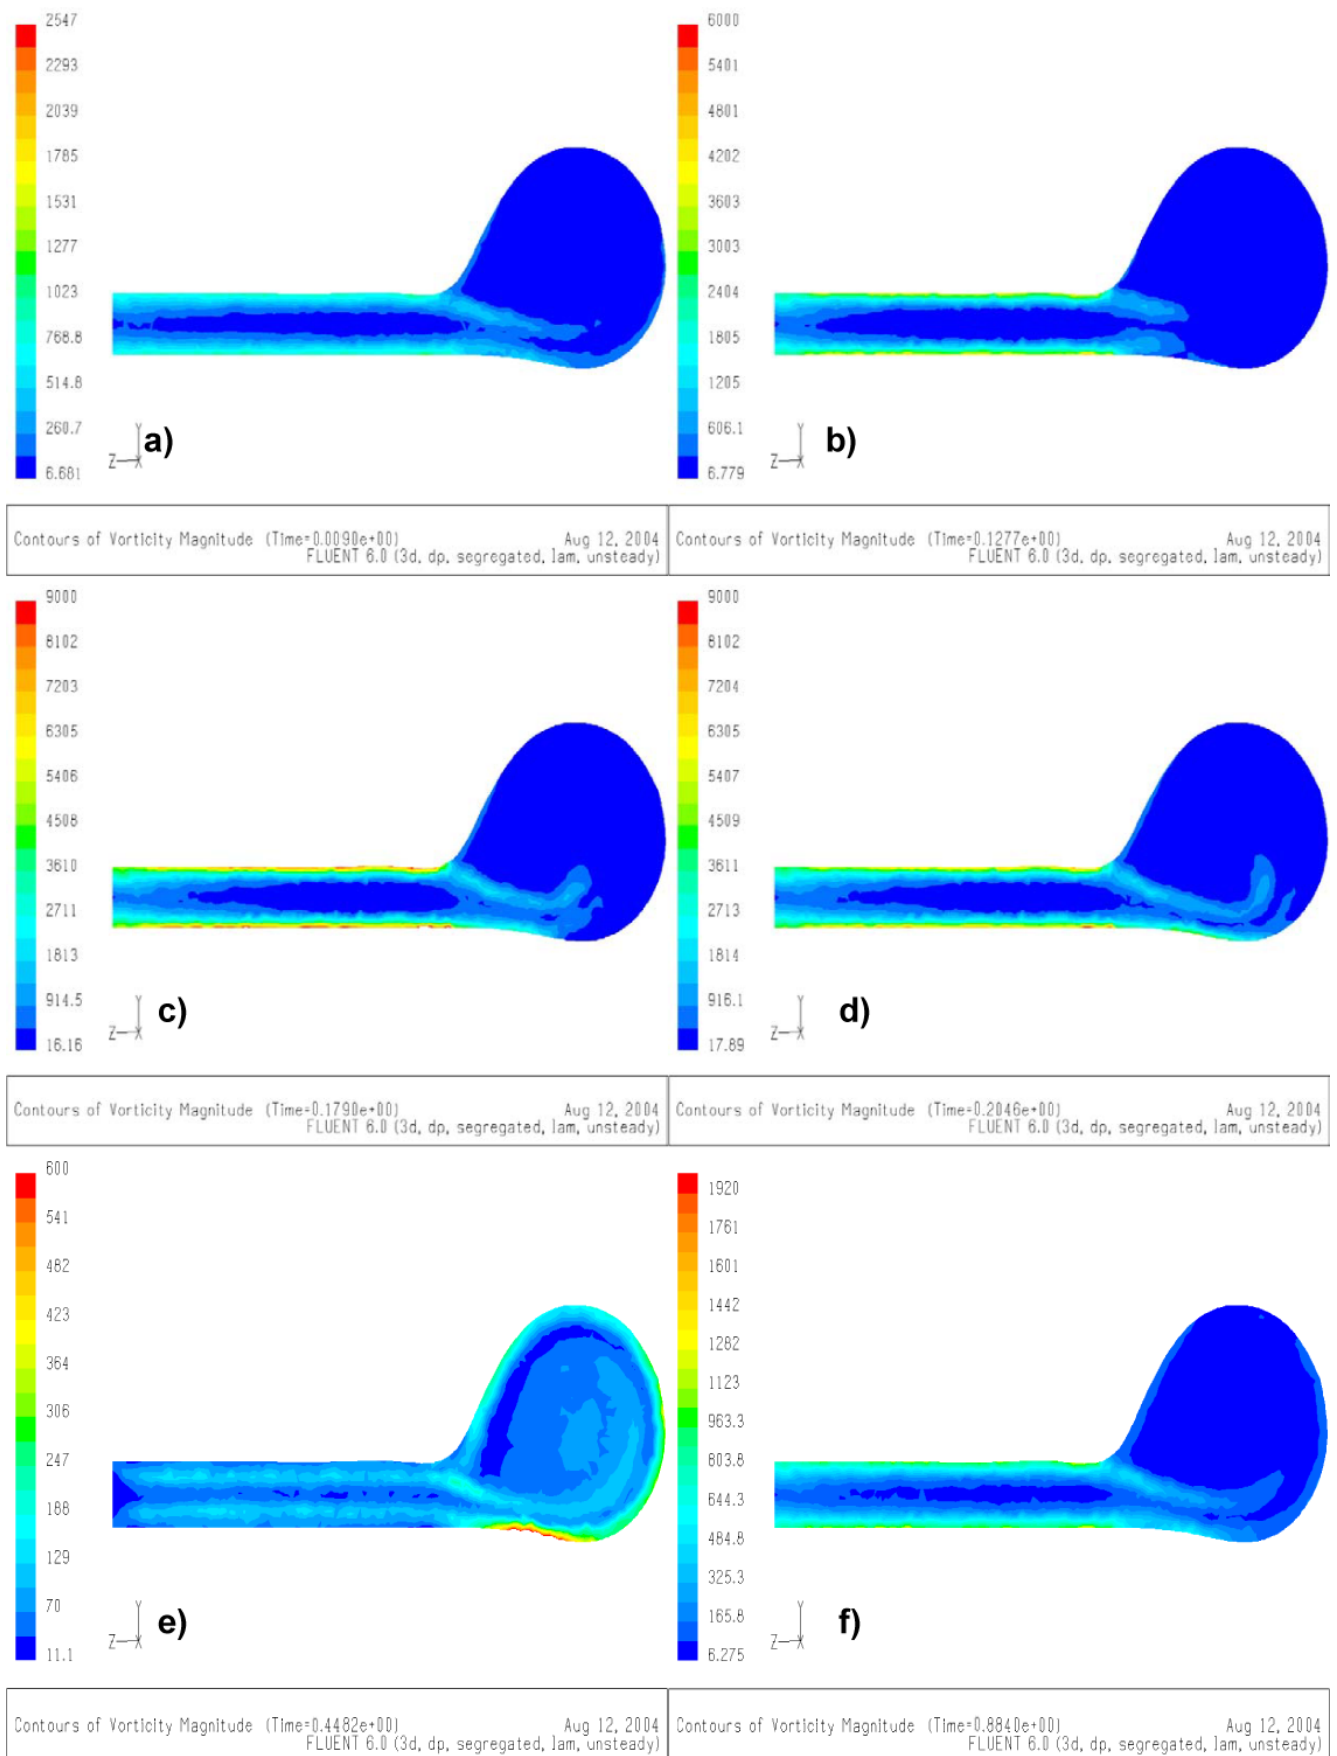 2547
2293
2039
1785
1531
1277
1023
768.8
514.8
260.7
6.681
Y
Z
X
a)
Contours of Vorticity Magnitude (Time=0.0090e+00)
Aug 12, 2004
FLUENT 6.0 (3d, dp, segregated, lam, unsteady)
6000
5401
4801
4202
3603
3003
2404
1805
1205
606.1
6.779
Y
Z
X
b)
Contours of Vorticity Magnitude (Time=0.1277e+00)
Aug 12, 2004
FLUENT 6.0 (3d, dp, segregated, lam, unsteady)
9000
8102
7203
6305
5406
4508
3610
2711
1813
914.5
16.16
Y
Z
X
c)
Contours of Vorticity Magnitude (Time=0.1790e+00)
Aug 12, 2004
FLUENT 6.0 (3d, dp, segregated, lam, unsteady)
9000
8102
7204
6305
5407
4509
3611
2713
1814
916.1
17.89
Y
Z
X
d)
Contours of Vorticity Magnitude (Time=0.2046e+00)
Aug 12, 2004
FLUENT 6.0 (3d, dp, segregated, lam, unsteady)
600
541
482
423
364
306
247
188
129
70
11.1
Y
Z
X
e)
Contours of Vorticity Magnitude (Time=0.4482e+00)
Aug 12, 2004
FLUENT 6.0 (3d, dp, segregated, lam, unsteady)
1920
1761
1601
1442
1282
1123
963.3
803.8
644.3
484.8
325.3
165.8
6.275
Y
Z
X
f)
Contours of Vorticity Magnitude (Time=0.8840e+00)
Aug 12, 2004
FLUENT 6.0 (3d, dp, segregated, lam, unsteady)